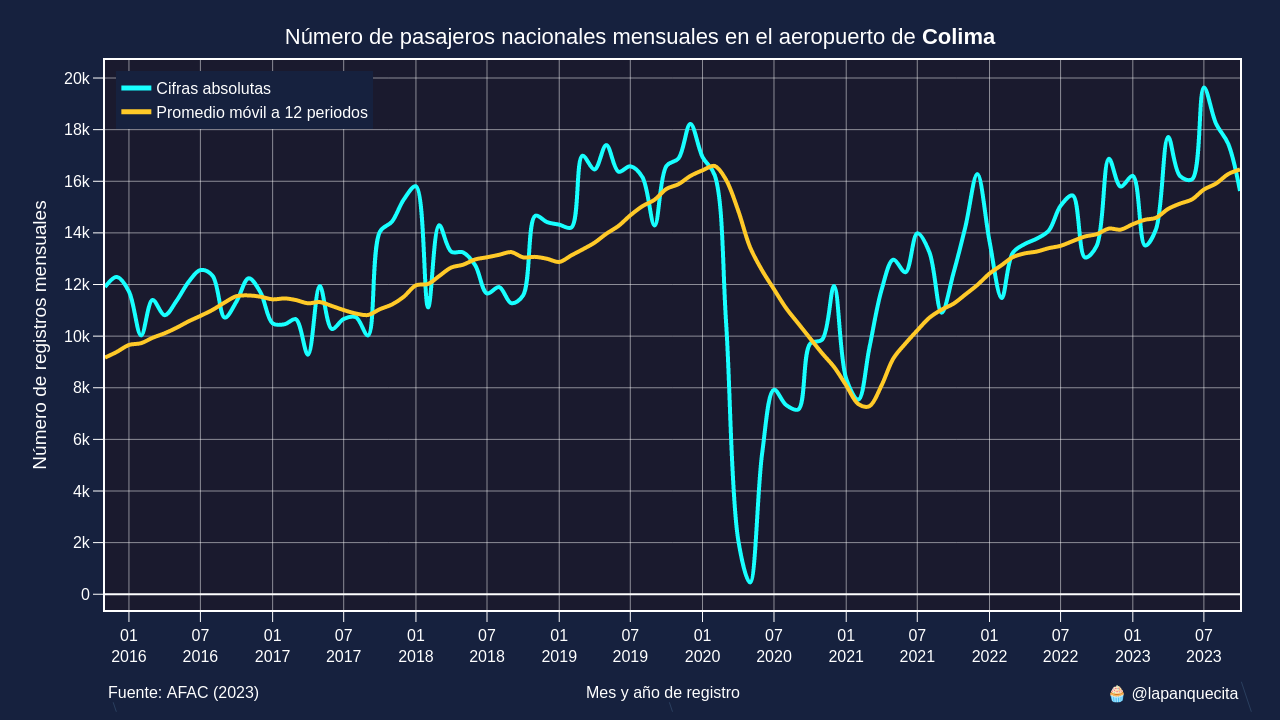 Número de pasajeros nacionales mensuales en el aeropuerto de Colima
Cifras absolutas
Promedio móvil a 12 periodos
Número de registros mensuales
20k
18k
16k
14k
12k
10k
8k
6k
4k
2k
0
01 07 01 07 01 07 01 07 01 07 01 07 01 07 01 07
2016 2016 2017 2017 2018 2018 2019 2019 2020 2020 2021 2021 2022 2022 2023 2023
Fuente: AFAC (2023)
Mes y año de registro
🧁 @lapanquecita